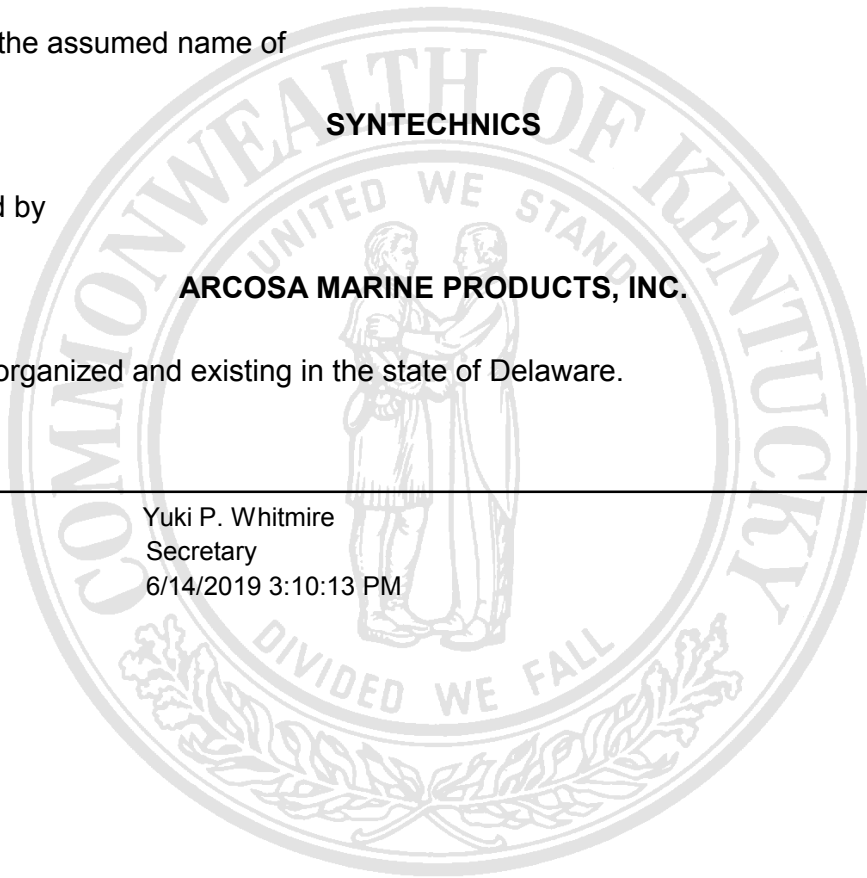 the assumed name of
SYNTECHNICS
d by
ARCOSA MARINE PRODUCTS, INC.
organized and existing in the state of Delaware.
Yuki P. Whitmire
Secretary
6/14/2019 3:10:13 PM
COMMONWEALTH OF KENTUCKY
UNITED WE STAND
DIVIDED WE FALL